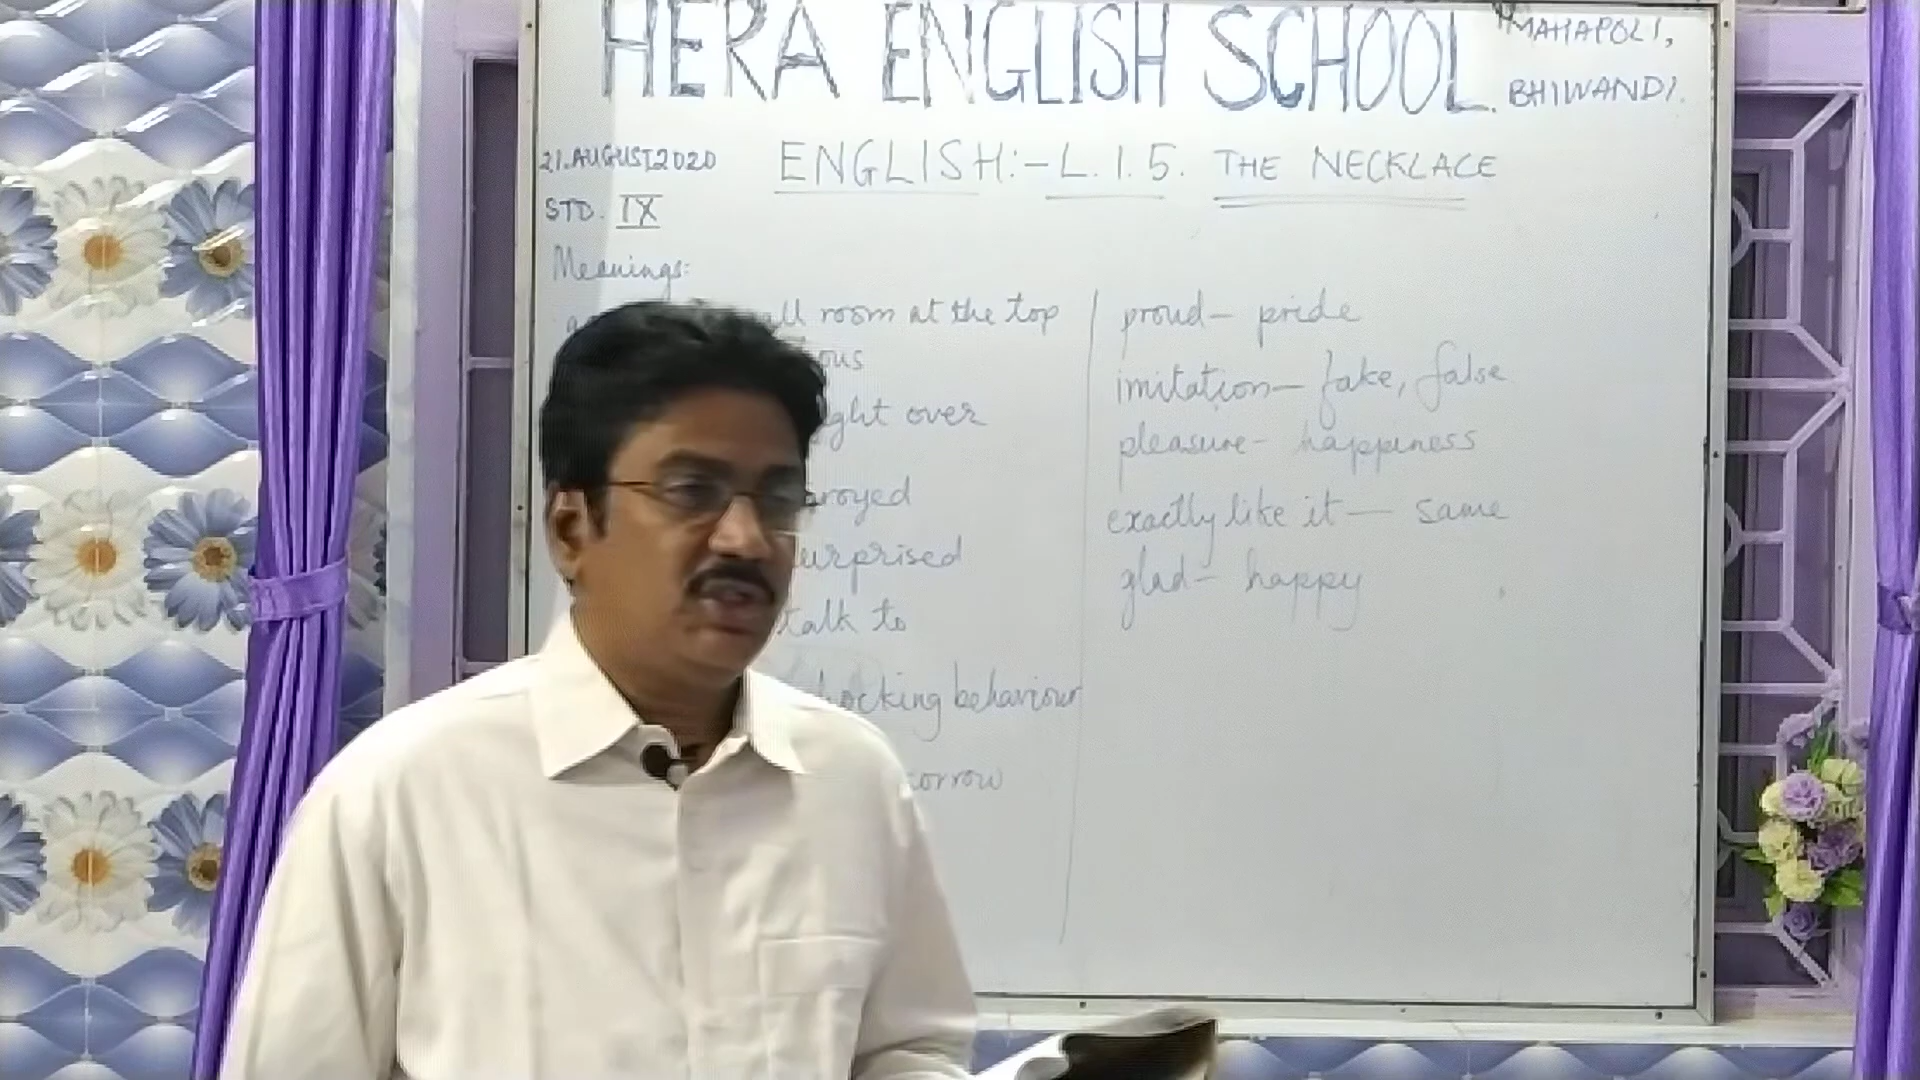 HERA ENGLISH SCHOOL. MAHAPOLI,
BHIWANDI.
21.AUGUST2020 ENGLISH:- L.1.5. THE NECKLACE
STD. IX
Meanings:
room at the top
over
talk to
behaviour
proud- pride
imitation- fake, false
pleasure- happiness
exactly like it- same
glad- happy